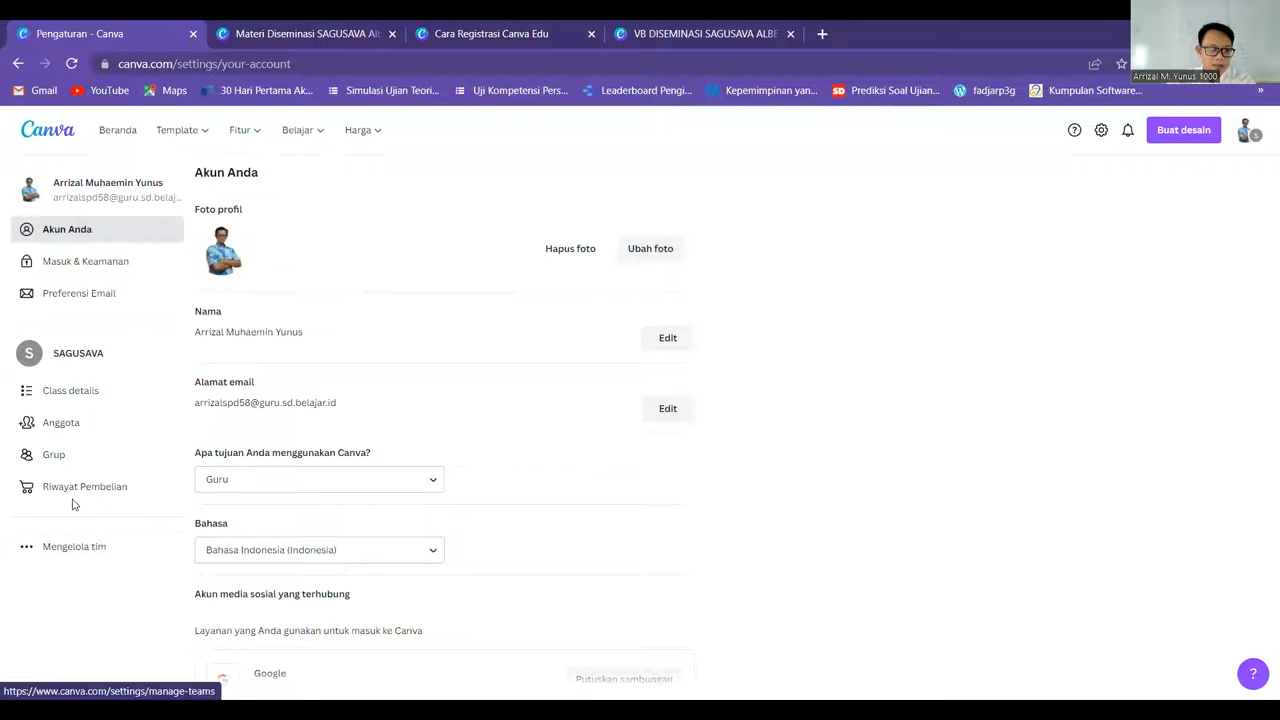 Pengaturan - Canva
Materi Diseminasi SAGUSAVA Alb
Cara Registrasi Canva Edu
VB DISEMINASI SAGUSAVA ALBE
canva.com/settings/your-account
Arrizal M. Yunus 1000
Gmail
YouTube
Maps
30 Hari Pertama Ak...
Simulasi Ujian Teori...
Uji Kompetensi Pers...
Leaderboard Pengi...
Kepemimpinan yan...
SD
Prediksi Soal Ujian...
fadjarp3g
Kumpulan Software...
»
Canva
Beranda
Template
Fitur
Belajar
Harga
Buat desain
S
Arrizal Muhaemin Yunus
arrizalspd58@guru.sd.belaj...
Akun Anda
Masuk & Keamanan
Preferensi Email
S
SAGUSAVA
Class details
Anggota
Grup
Riwayat Pembelian
Mengelola tim
Akun Anda
Foto profil
Hapus foto
Ubah foto
Nama
Arrizal Muhaemin Yunus
Edit
Alamat email
arrizalspd58@guru.sd.belajar.id
Edit
Apa tujuan Anda menggunakan Canva?
Guru
Bahasa
Bahasa Indonesia (Indonesia)
Akun media sosial yang terhubung
Layanan yang Anda gunakan untuk masuk ke Canva
Google
Putuskan sambungan
?
https://www.canva.com/settings/manage-teams